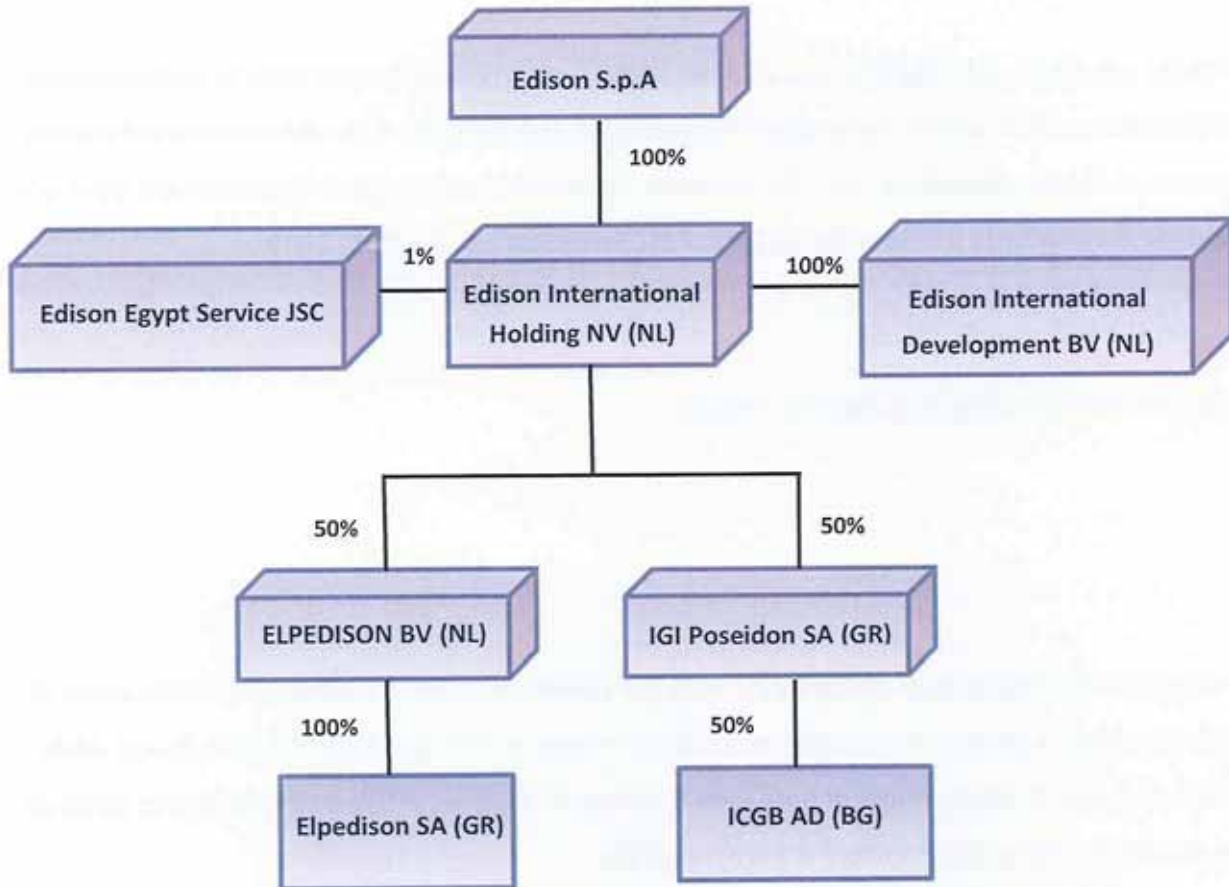 Edison S.p.A
100%
1%
100%
Edison Egypt Service JSC
Edison International
Holding NV (NL)
Edison International
Development BV (NL)
50%
50%
ELPEDISON BV (NL)
IGI Poseidon SA (GR)
100%
50%
Elpedison SA (GR)
ICGB AD (BG)